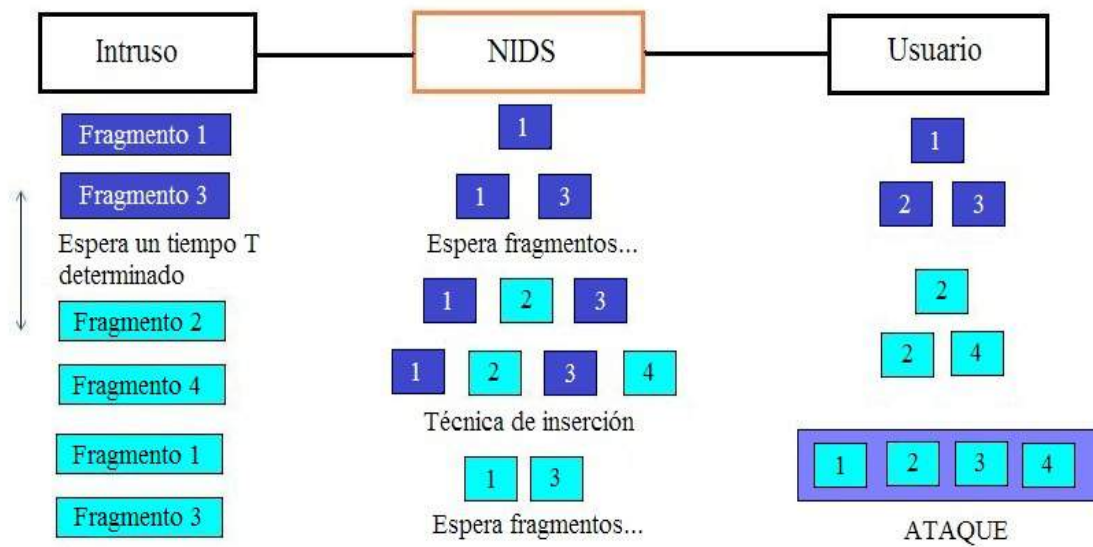 Intruso
NIDS
Usuario
Fragmento 1
1
1
Fragmento 3
1 3
2 3
Espera un tiempo T
determinado
Espera fragmentos...
Fragmento 2
1 2 3
2
Fragmento 4
1 2 3 4
2 4
Técnica de inserción
Fragmento 1
1 3
1 2 3 4
Fragmento 3
Espera fragmentos...
ATAQUE